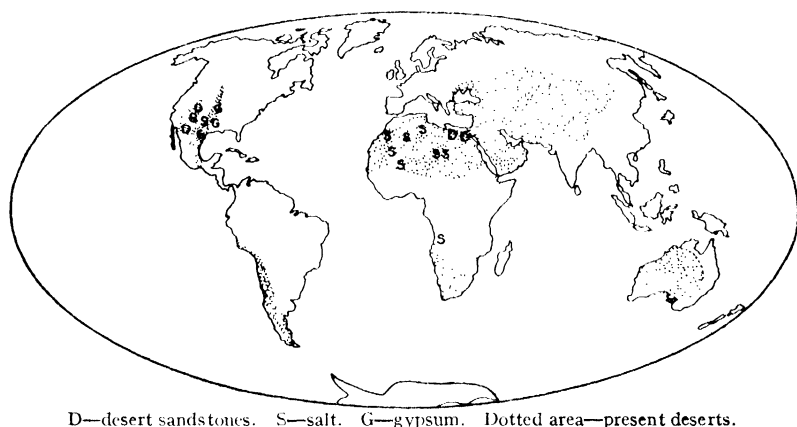 G
G
S G
S
D G
S
S
S
D—desert sandstones. S—salt. G—gypsum. Dotted area—present deserts.